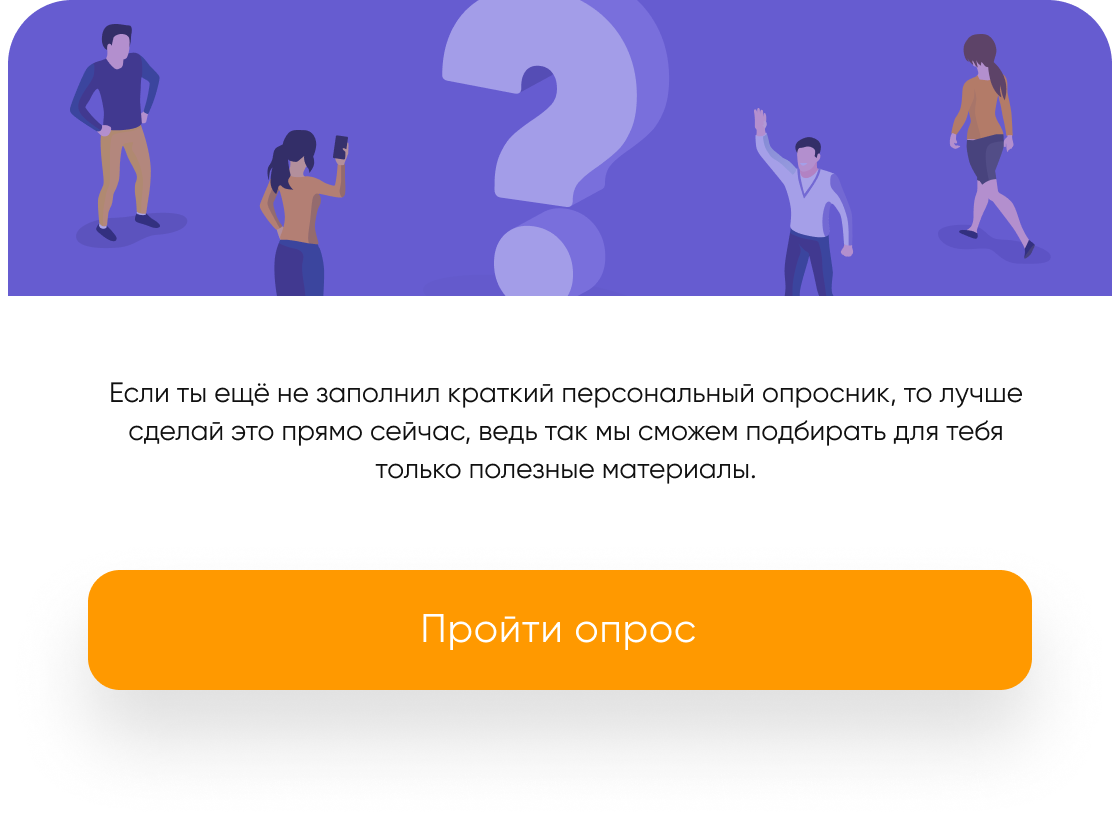 Если ты ещё не заполнил краткий персональный опросник, то лучше
сделай это прямо сейчас, ведь так мы сможем подбирать для тебя
только полезные материалы.
Пройти опрос